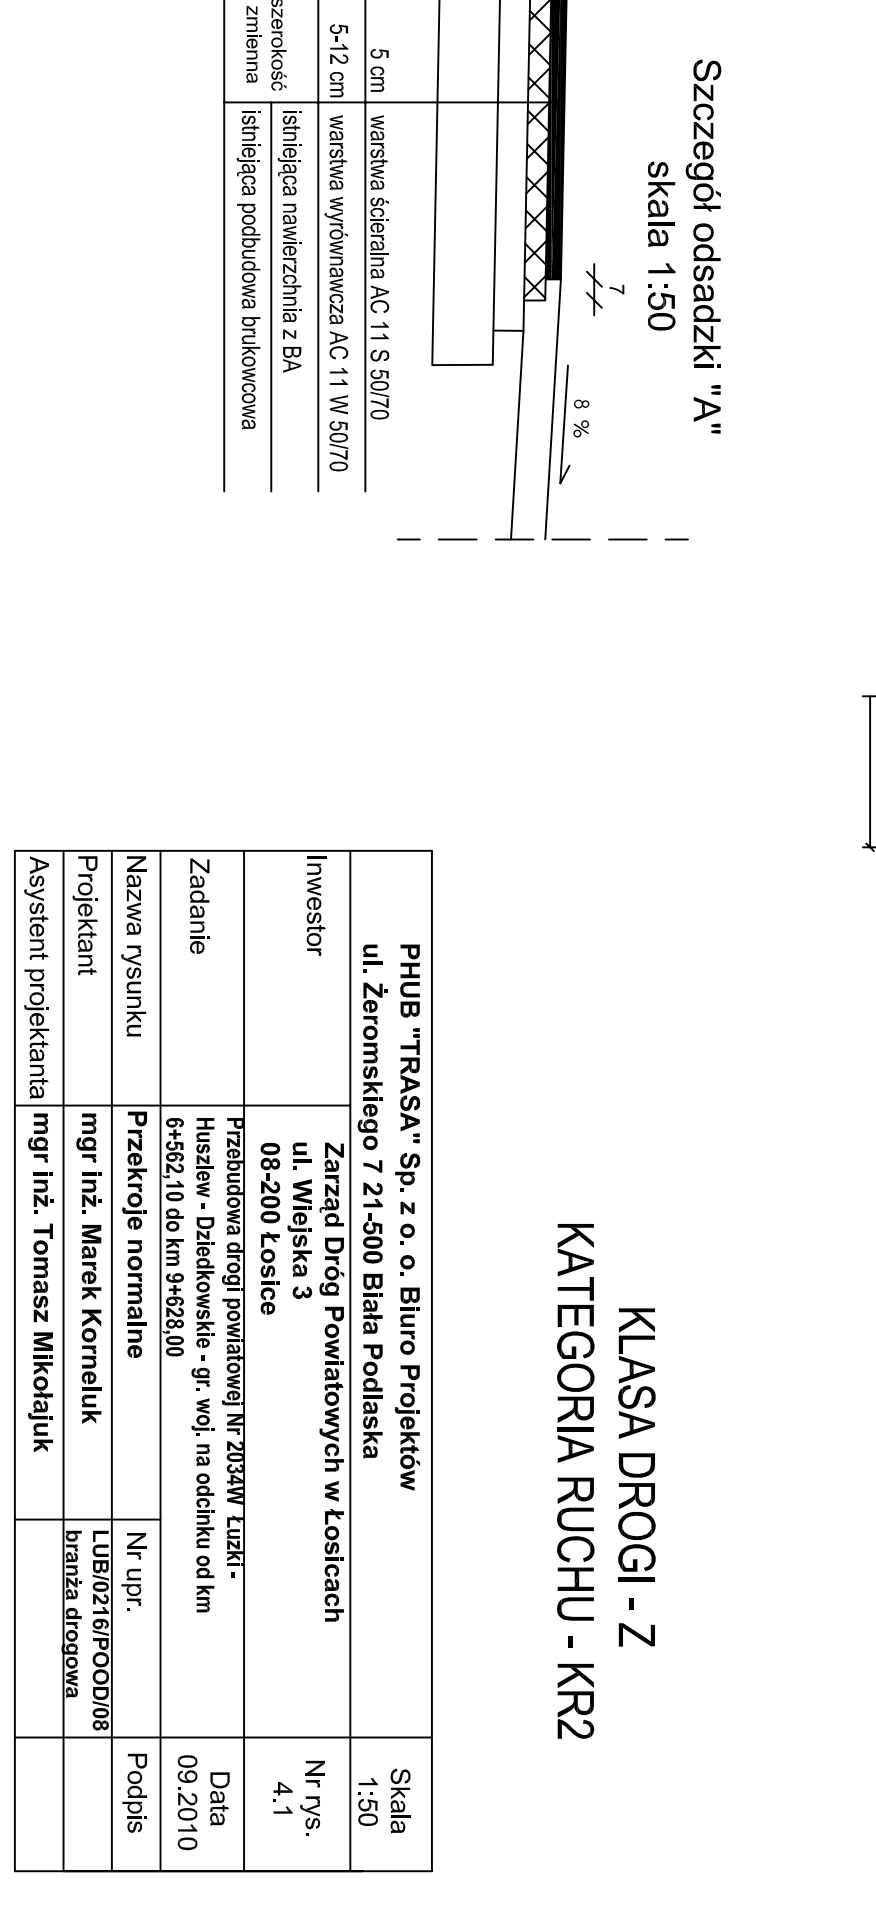 Szczegół odsadzki "A"
skala 1:50
7
8 %
5 cm warstwa ścieralna AC 11 S 50/70
5-12 cm warstwa wyrównawcza AC 11 W 50/70
szerokość istniejąca nawierzchnia z BA
zmienna istniejąca podbudowa brukowcowa
KLASA DROGI - Z
KATEGORIA RUCHU - KR2
PHUB "TRASA" Sp. z o. o. Biuro Projektów
ul. Żeromskiego 7 21-500 Biała Podlaska
Skala
1:50
Inwestor
Zarząd Dróg Powiatowych w Łosicach
ul. Wiejska 3
08-200 Łosice
Nr rys.
4.1
Zadanie
Przebudowa drogi powiatowej Nr 2034W Łuzki -
Huszlew - Dziedkowskie - gr. woj. na odcinku od km
6+562,10 do km 9+628,00
Data
09.2010
Nazwa rysunku Przekroje normalne Nr upr. Podpis
Projektant mgr inż. Marek Korneluk
LUB/0216/POOD/08
branża drogowa
Asystent projektanta mgr inż. Tomasz Mikołajuk